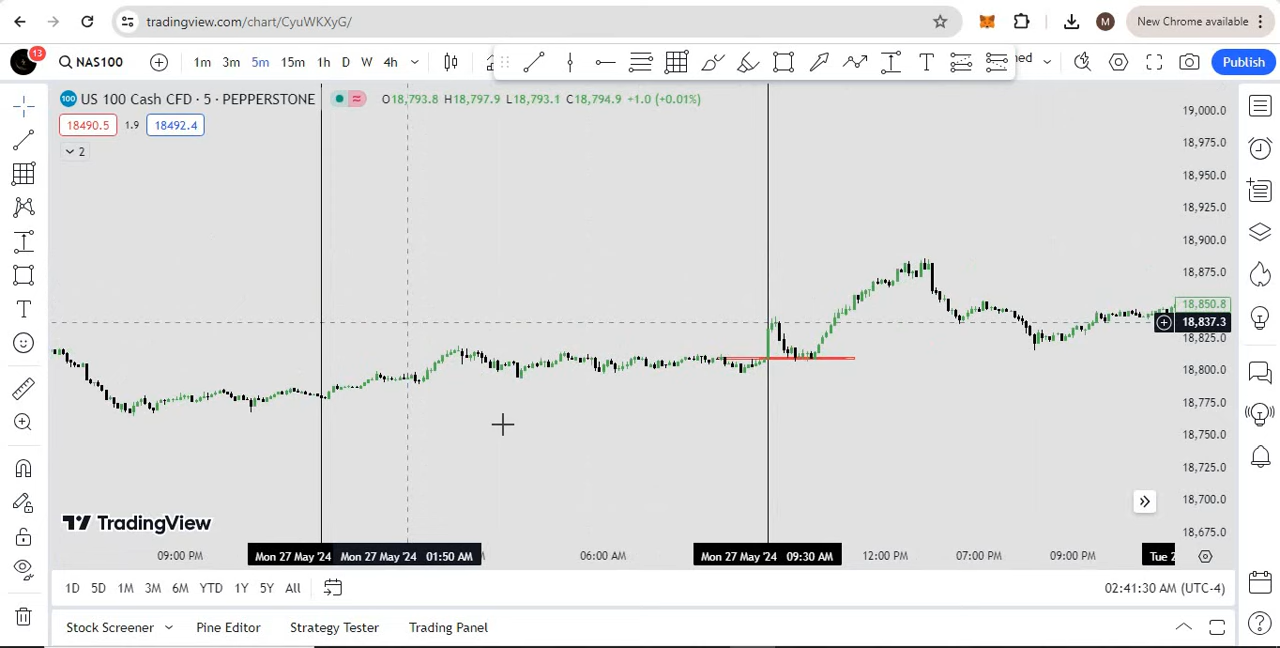 tradingview.com/chart/CyuWKXyG/
M
New Chrome available
13
NAS100
1m 3m 5m 15m 1h D W 4h
T
Publish
100 US 100 Cash CFD · 5 · PEPPERSTONE
O18,793.8 H18,797.9 L18,793.1 C18,794.9 +1.0 (+0.01%)
18490.5 1.9 18492.4
2
19,000.0
18,975.0
18,950.0
18,925.0
18,900.0
18,875.0
18,850.8
18,837.3
18,825.0
18,800.0
18,775.0
18,750.0
18,725.0
18,700.0
18,675.0
T
TradingView
09:00 PM Mon 27 May '24 Mon 27 May '24 01:50 AM 06:00 AM Mon 27 May '24 09:30 AM 12:00 PM 07:00 PM 09:00 PM Tue
1D 5D 1M 3M 6M YTD 1Y 5Y All
02:41:30 AM (UTC-4)
Stock Screener Pine Editor Strategy Tester Trading Panel